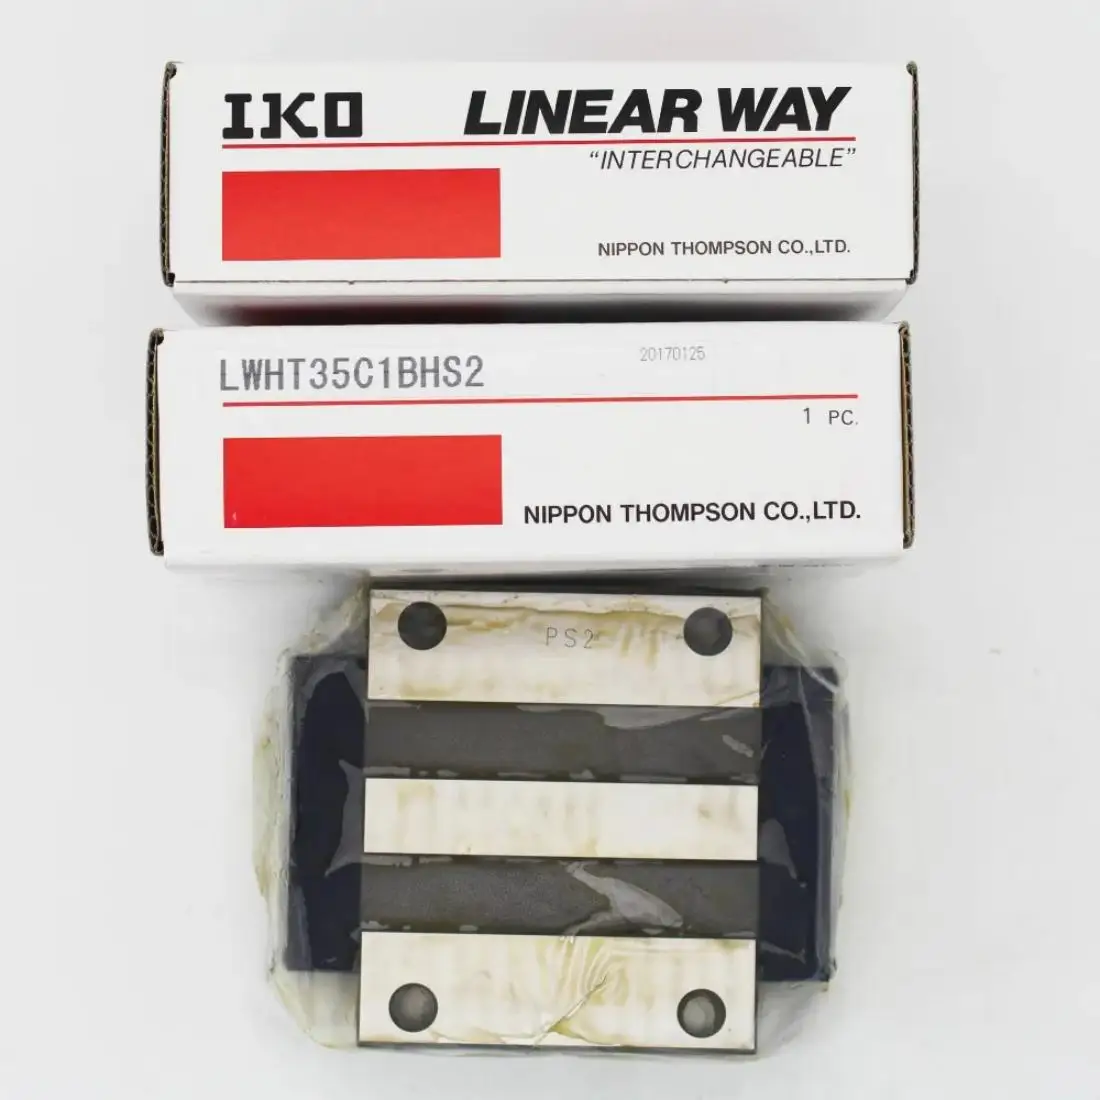 IKO LINEAR WAY
“INTERCHANGEABLE”
NIPPON THOMPSON CO.,LTD.
LWHT35C1BHS2 20170125
1 PC.
NIPPON THOMPSON CO.,LTD.
PS2